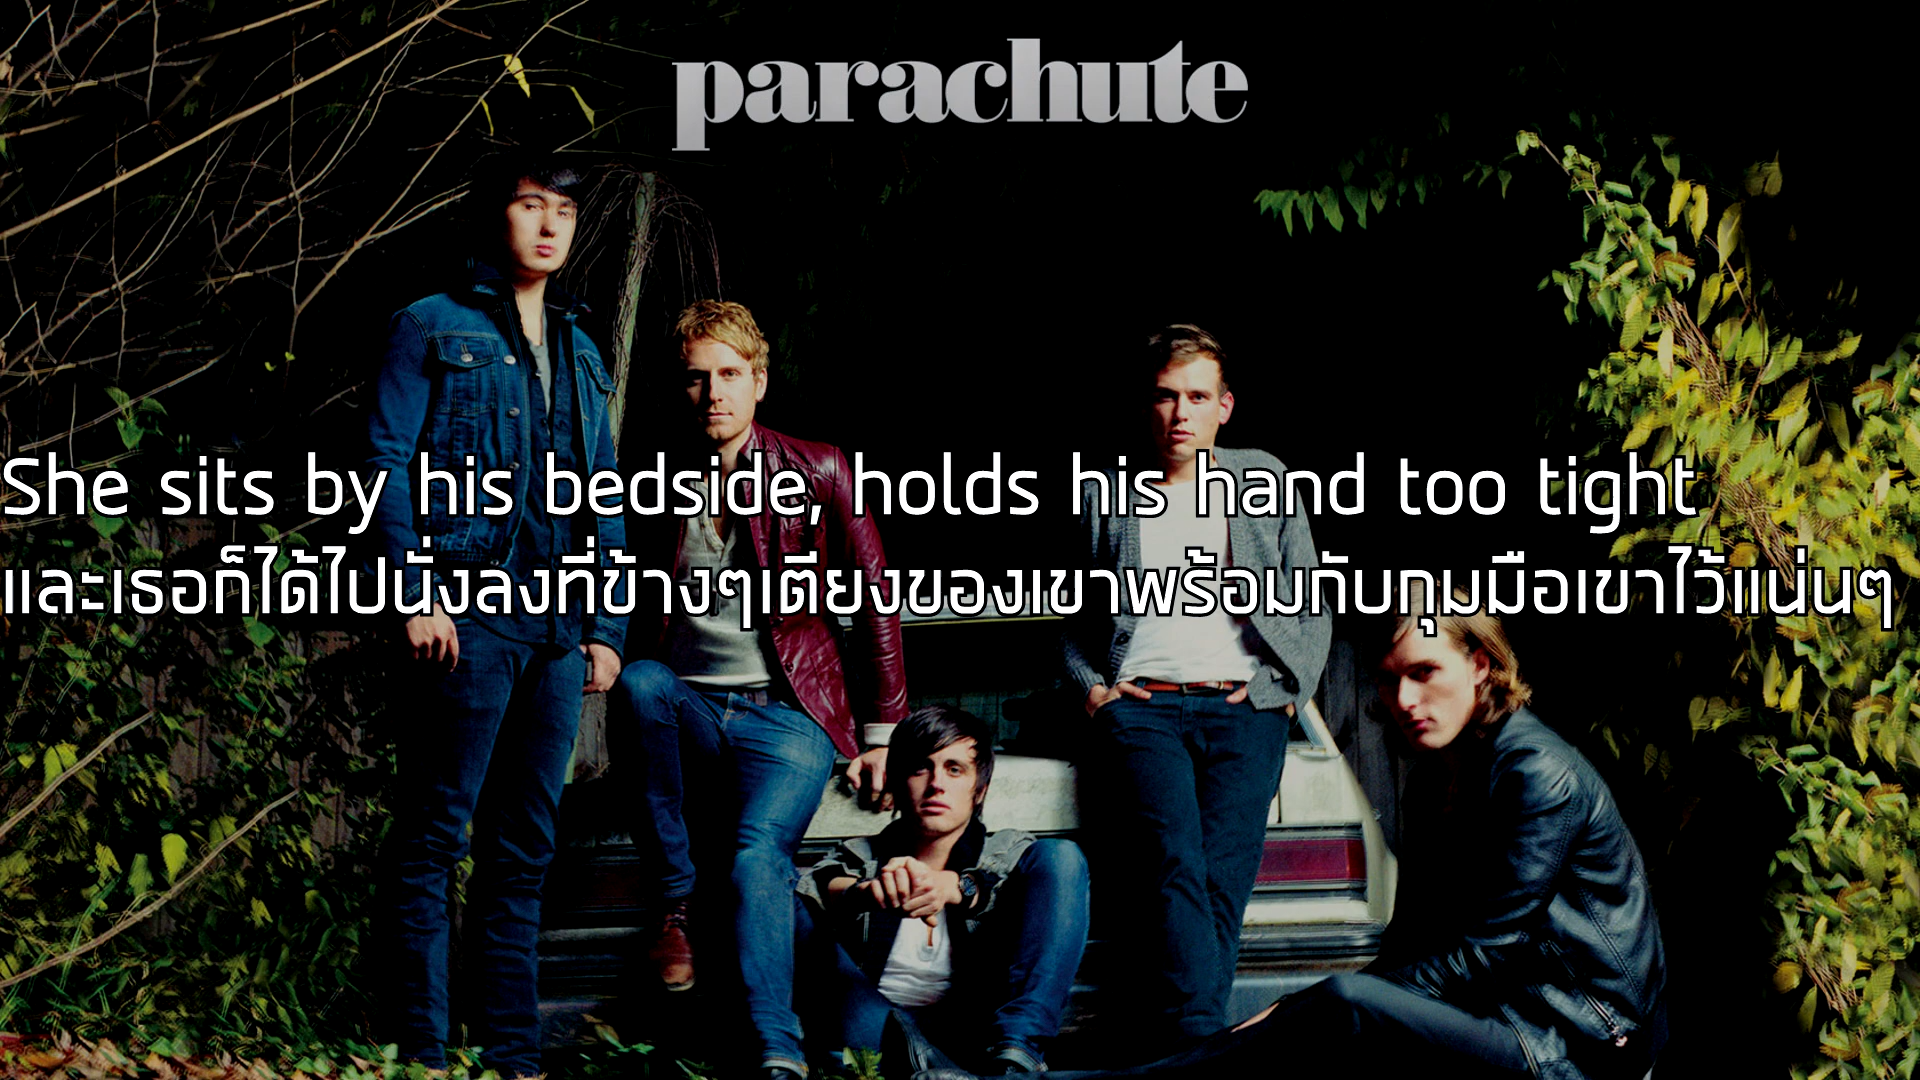 parachute
She sits by his bedside, holds his hand too tight
และเธอก็ได้ไปนั่งลงที่ข้างๆเตียงของเขาพร้อมกับกุมมือเขาไว้แน่นๆ